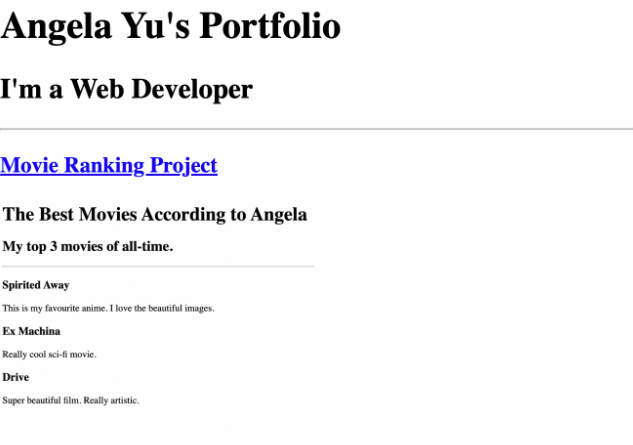 Angela Yu's Portfolio
I'm a Web Developer
Movie Ranking Project
The Best Movies According to Angela
My top 3 movies of all-time.
Spirited Away
This is my favourite anime. I love the beautiful images.
Ex Machina
Really cool sci-fi movie.
Drive
Super beautiful film. Really artistic.